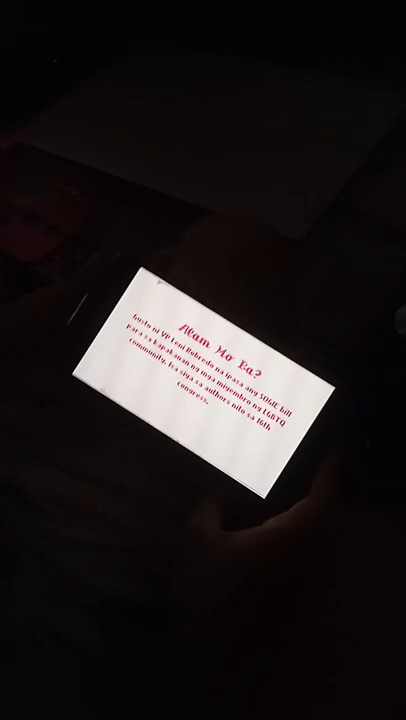 Alam Mo Ba?
Gusto ni VP Leni Robredo na ipasa ang SOGIE bill
para sa kapakanan ng mga miyembro ng LGBTQ
community. Isa siya sa authors nito sa 16th
congress.